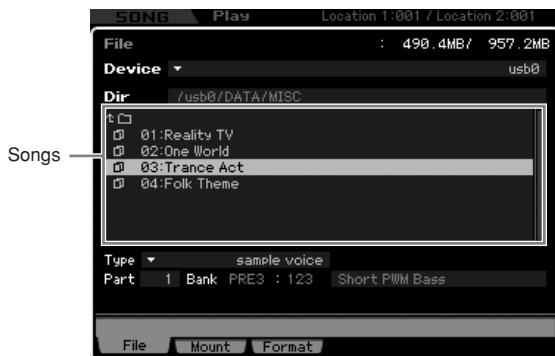 SONG Play Location 1:001 / Location 2:001
File : 490.4MB/ 957.2MB
Device usb0
Dir /usb0/DATA/MISC
01:Reality TV
02:One World
Songs
03:Trance Act
04:Folk Theme
Type sample voice
Part 1 Bank PRE3 : 123 Short PWM Bass
File Mount Format